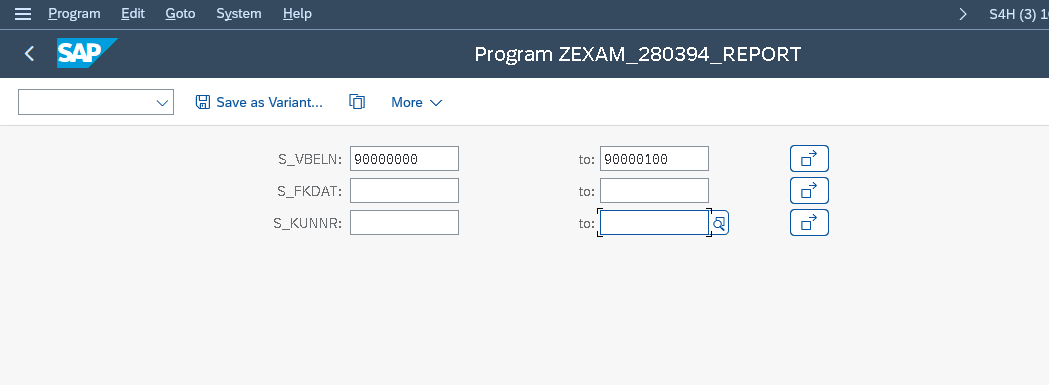 Program Edit Goto System Help S4H (3) 1
SAP Program ZEXAM_280394_REPORT
Save as Variant... More
S_VBELN: 90000000 to: 90000100
S_FKDAT: to:
S_KUNNR: to: